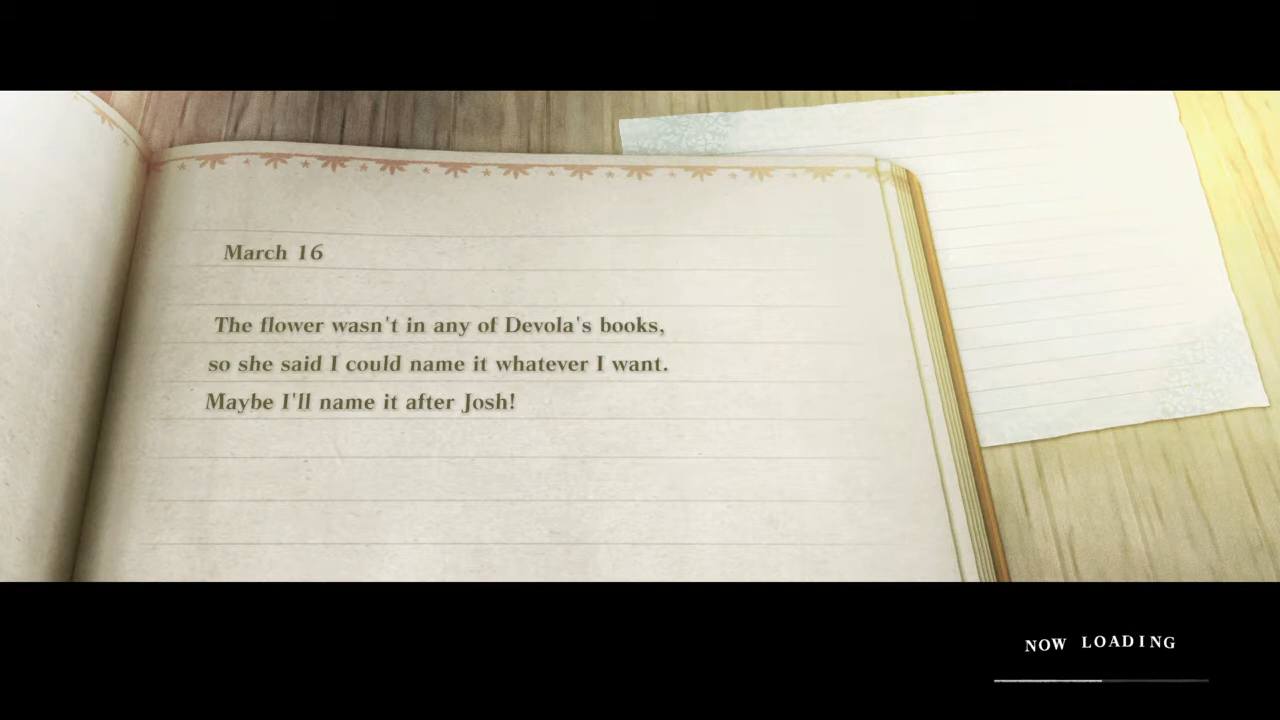 March 16
The flower wasn't in any of Devola's books,
so she said I could name it whatever I want.
Maybe I'll name it after Josh!
NOW LOADING